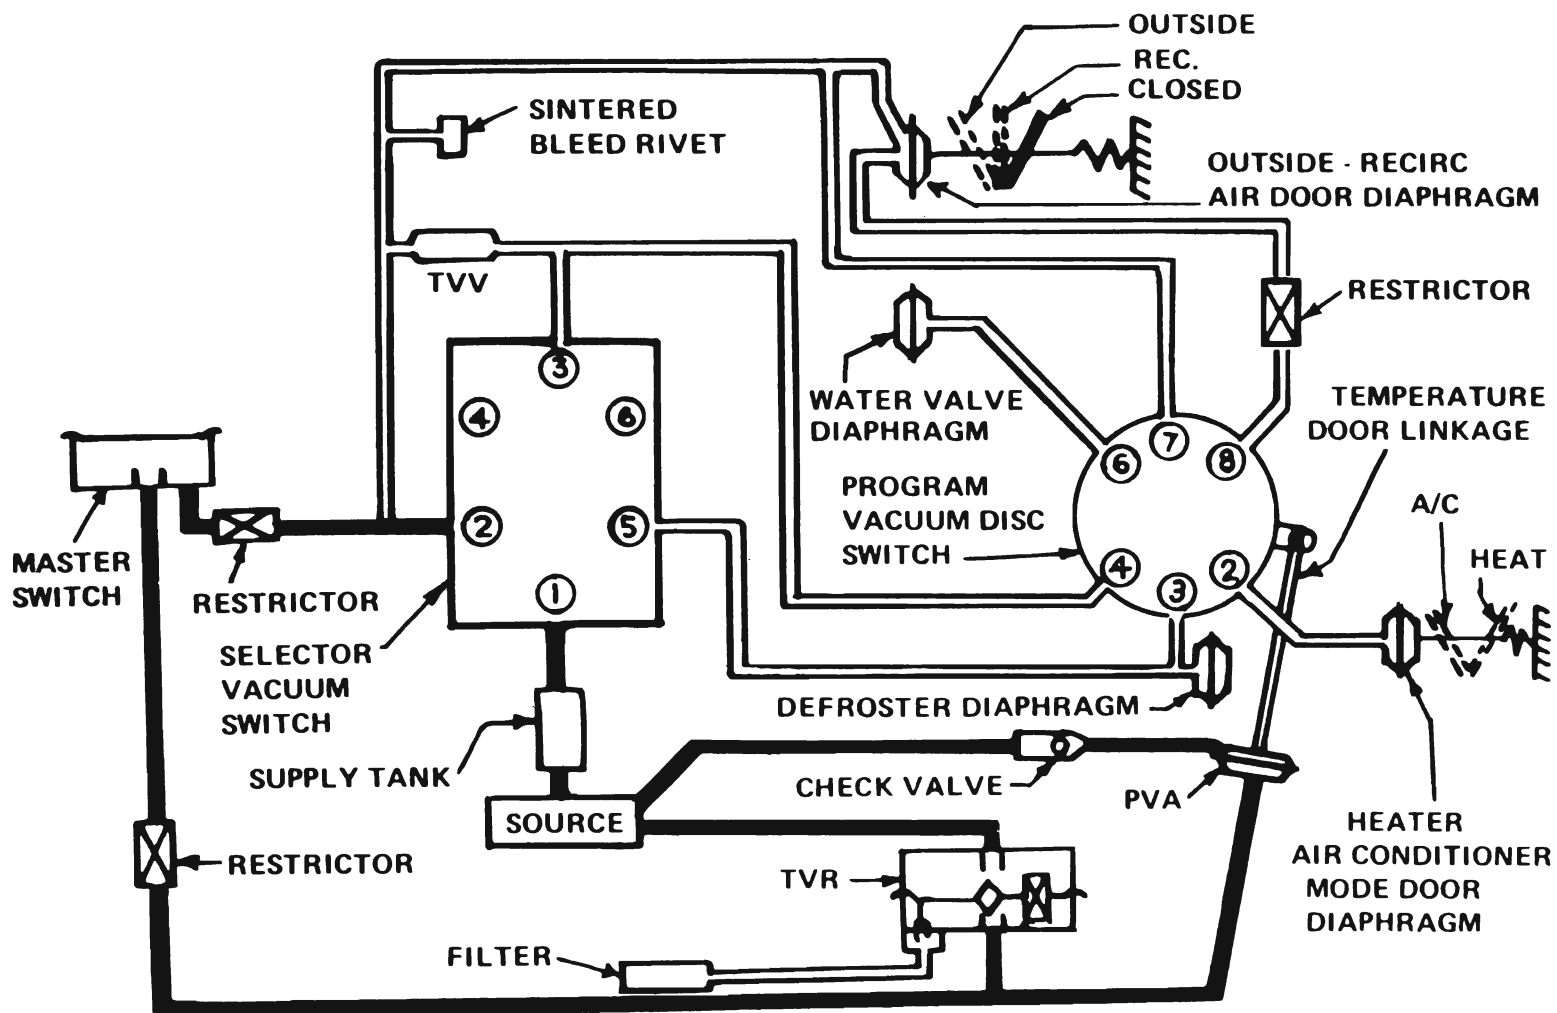 OUTSIDE
REC.
CLOSED
SINTERED
BLEED RIVET
OUTSIDE - RECIRC
AIR DOOR DIAPHRAGM
TVV
RESTRICTOR
3
4
6
2
5
1
WATER VALVE
DIAPHRAGM
TEMPERATURE
DOOR LINKAGE
6
7
8
4
3
2
PROGRAM
VACUUM DISC
SWITCH
A/C
HEAT
MASTER
SWITCH
RESTRICTOR
SELECTOR
VACUUM
SWITCH
DEFROSTER DIAPHRAGM
SUPPLY TANK
CHECK VALVE
PVA
SOURCE
HEATER
AIR CONDITIONER
MODE DOOR
DIAPHRAGM
RESTRICTOR
TVR
FILTER